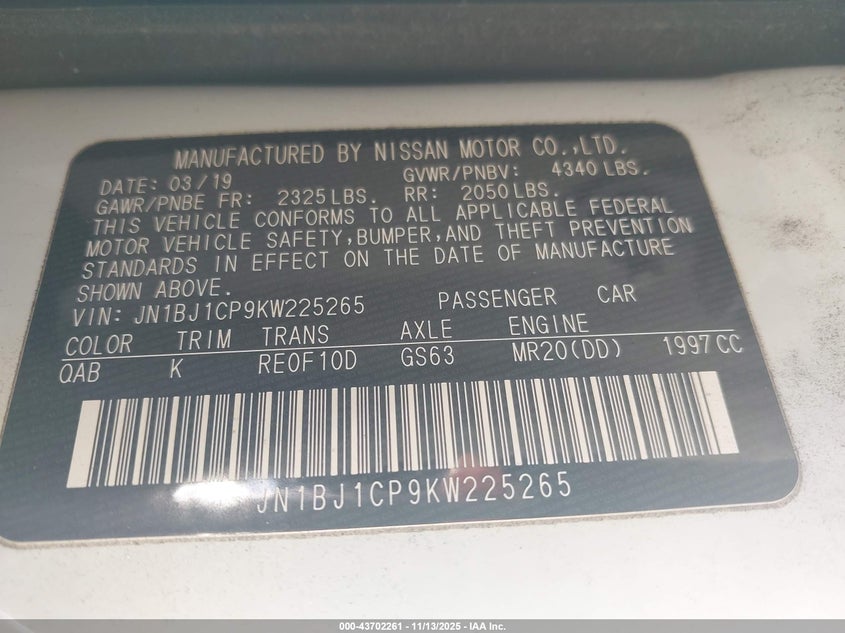 MANUFACTURED BY NISSAN MOTOR CO.,LTD.
DATE: 03/19 GVWR/PNBV: 4340 LBS.
GAWR/PNBE FR: 2325 LBS. RR: 2050 LBS.
THIS VEHICLE CONFORMS TO ALL APPLICABLE FEDERAL
MOTOR VEHICLE SAFETY, BUMPER, AND THEFT PREVENTION
STANDARDS IN EFFECT ON THE DATE OF MANUFACTURE
SHOWN ABOVE.
VIN: JN1BJ1CP9KW225265 PASSENGER CAR
COLOR TRIM TRANS AXLE ENGINE
QAB K RE0F10D GS63 MR20(DD) 1997 CC
JN1BJ1CP9KW225265
000-43702261 - 11/13/2025 - IAA Inc.